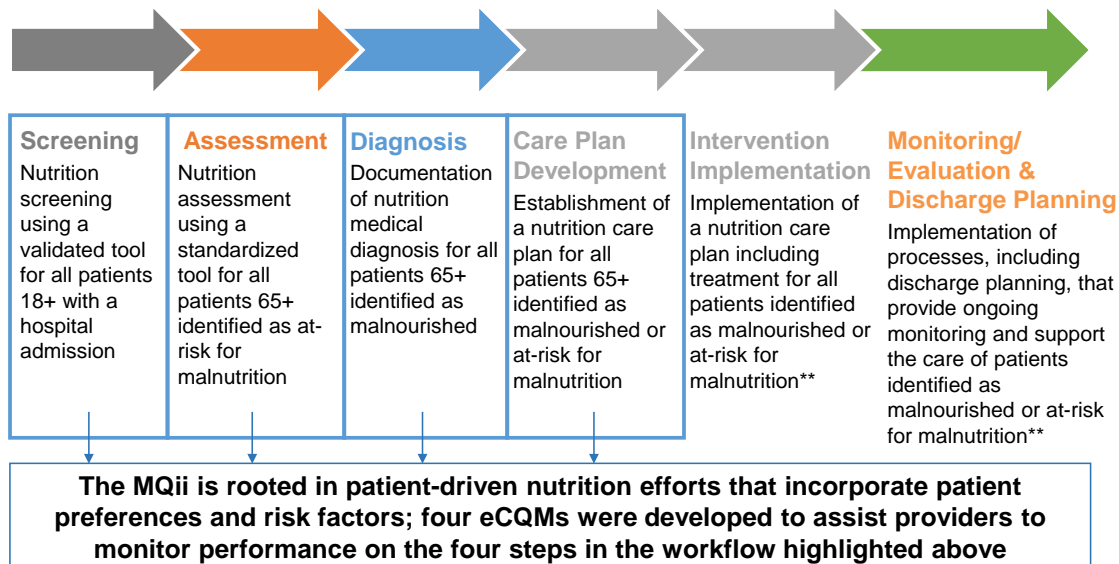 Screening
Nutrition
screening
using a
validated tool
for all patients
18+ with a
hospital
admission
Assessment
Nutrition
assessment
using a
standardized
tool for all
patients 65+
identified as at-
risk for
malnutrition
Diagnosis
Documentation
of nutrition
medical
diagnosis for all
patients 65+
identified as
malnourished
Care Plan
Development
Establishment of
a nutrition care
plan for all
patients 65+
identified as
malnourished or
at-risk for
malnutrition
Intervention
Implementation
Implementation of
a nutrition care
plan including
treatment for all
patients identified
as malnourished or
at-risk for
malnutrition**
Monitoring/
Evaluation &
Discharge Planning
Implementation of
processes, including
discharge planning, that
provide ongoing
monitoring and support
the care of patients
identified as
malnourished or at-risk
for malnutrition**
The MQii is rooted in patient-driven nutrition efforts that incorporate patient
preferences and risk factors; four eCQMs were developed to assist providers to
monitor performance on the four steps in the workflow highlighted above